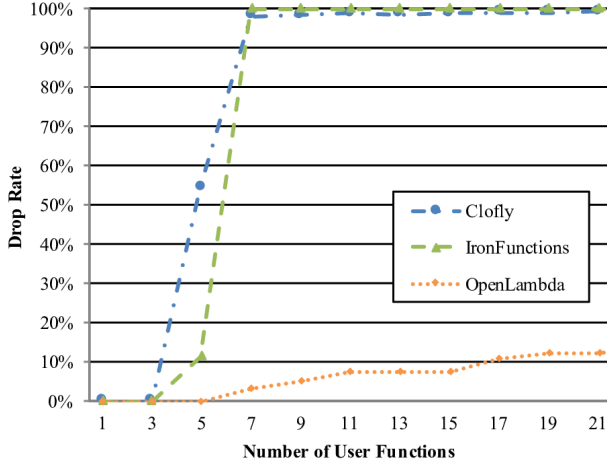 100%
90%
80%
70%
60%
50%
40%
30%
20%
10%
0%
Drop Rate
Clofly
IronFunctions
OpenLambda
1 3 5 7 9 11 13 15 17 19 21
Number of User Functions